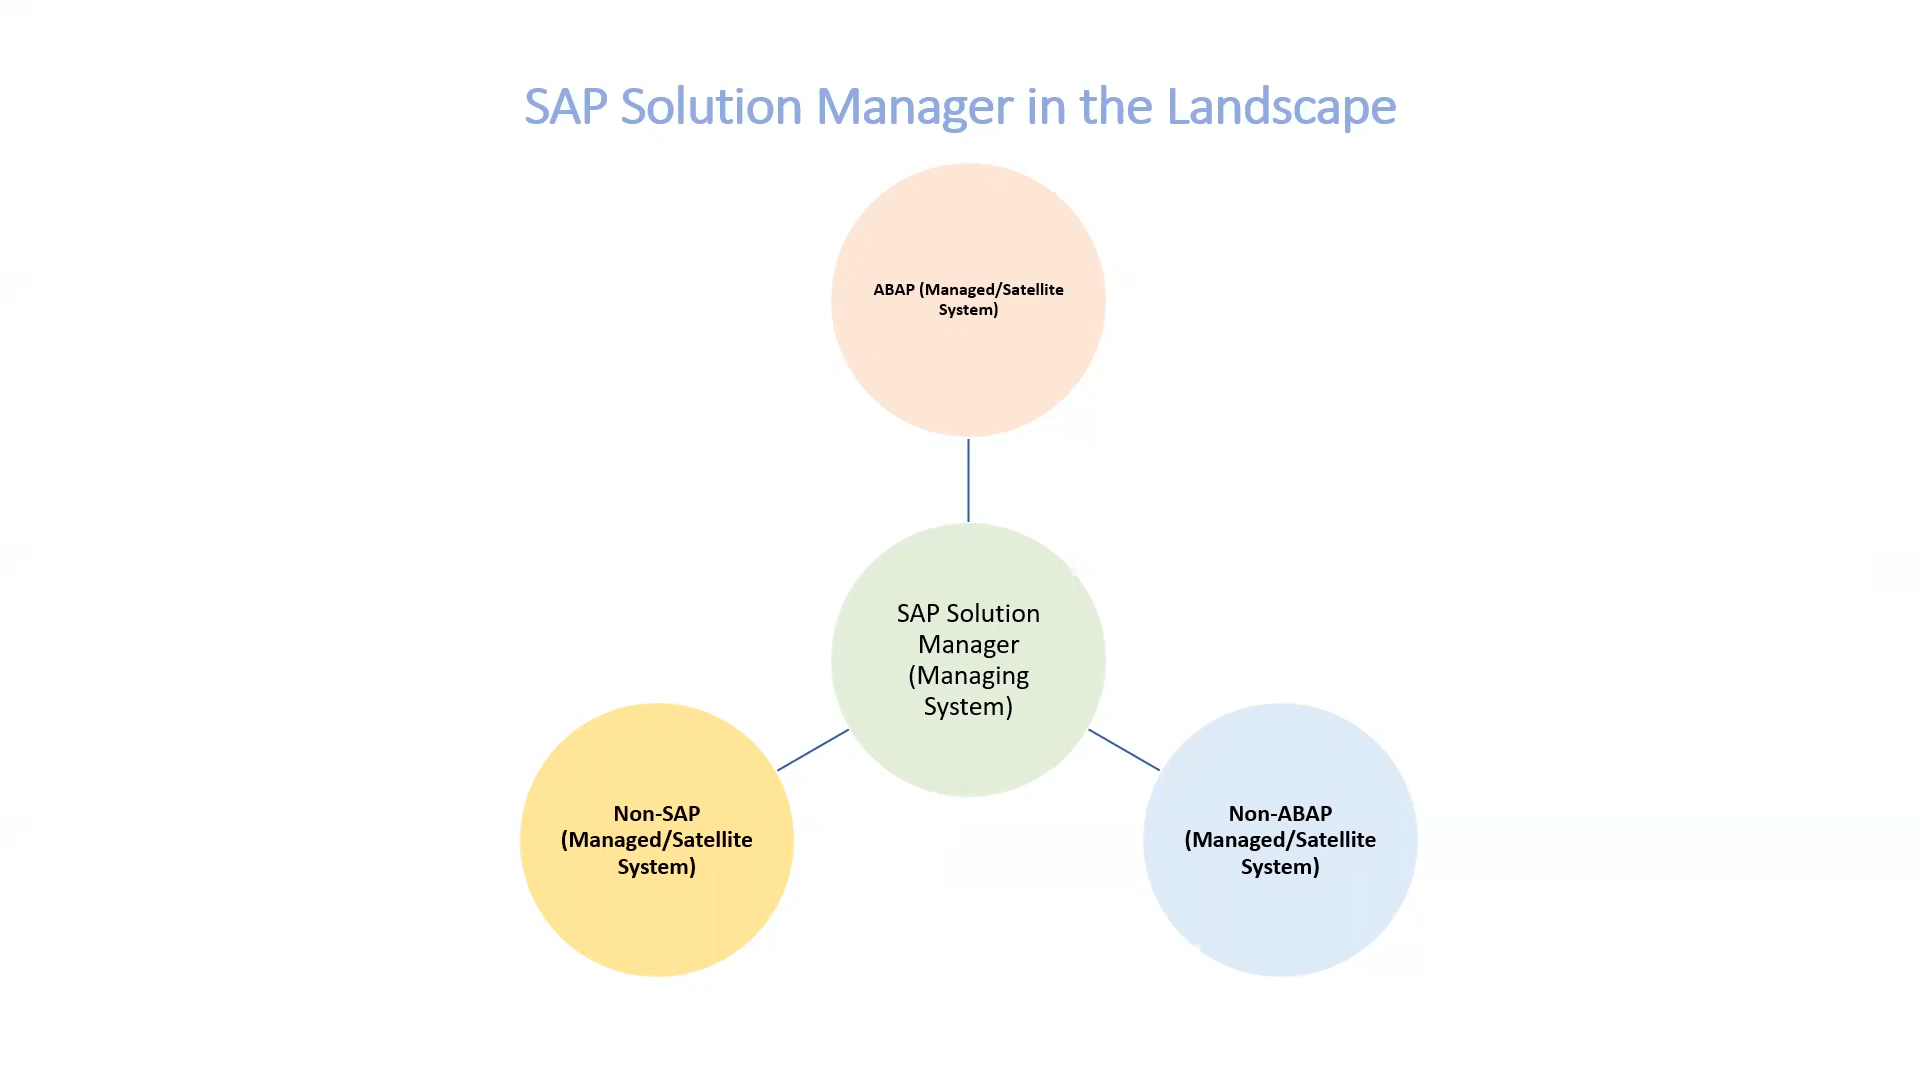 SAP Solution Manager in the Landscape
ABAP (Managed/Satellite
System)
SAP Solution
Manager
(Managing
System)
Non-SAP
(Managed/Satellite
System)
Non-ABAP
(Managed/Satellite
System)